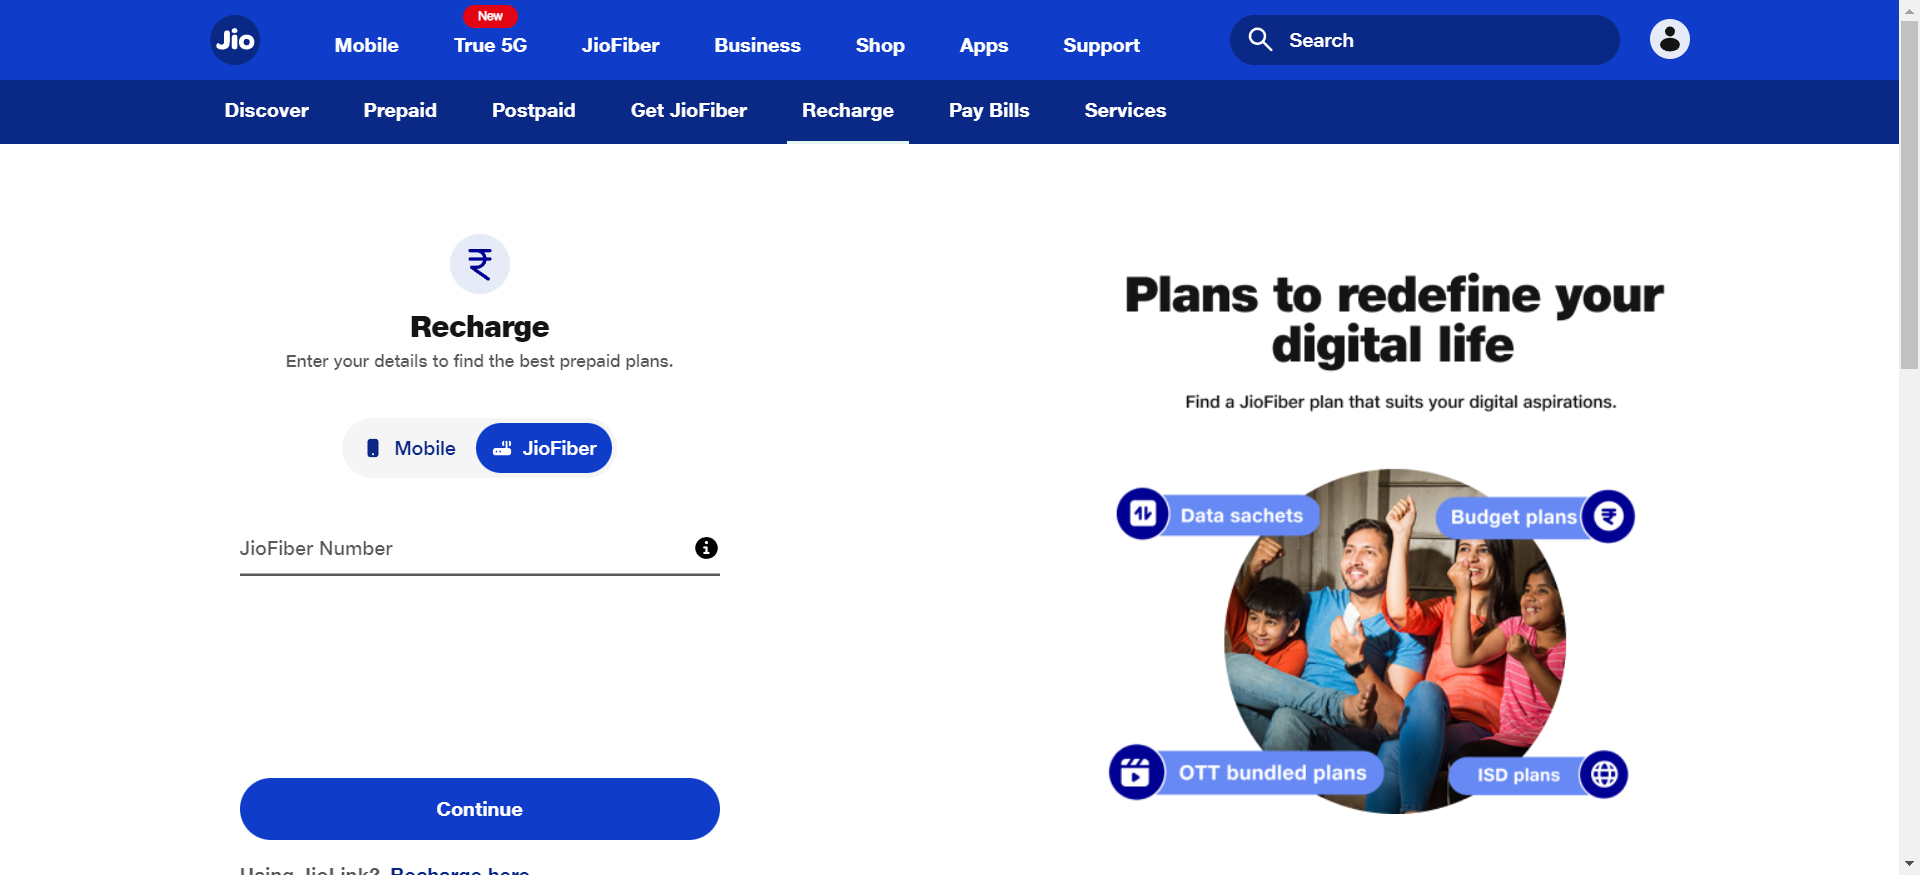 Jio
Mobile
New
True 5G
JioFiber
Business
Shop
Apps
Support
Search
Discover
Prepaid
Postpaid
Get JioFiber
Recharge
Pay Bills
Services
₹
Recharge
Enter your details to find the best prepaid plans.
Mobile
JioFiber
JioFiber Number
Continue
Using JioLink? Recharge here
Plans to redefine your
digital life
Find a JioFiber plan that suits your digital aspirations.
Data sachets
Budget plans
₹
OTT bundled plans
ISD plans